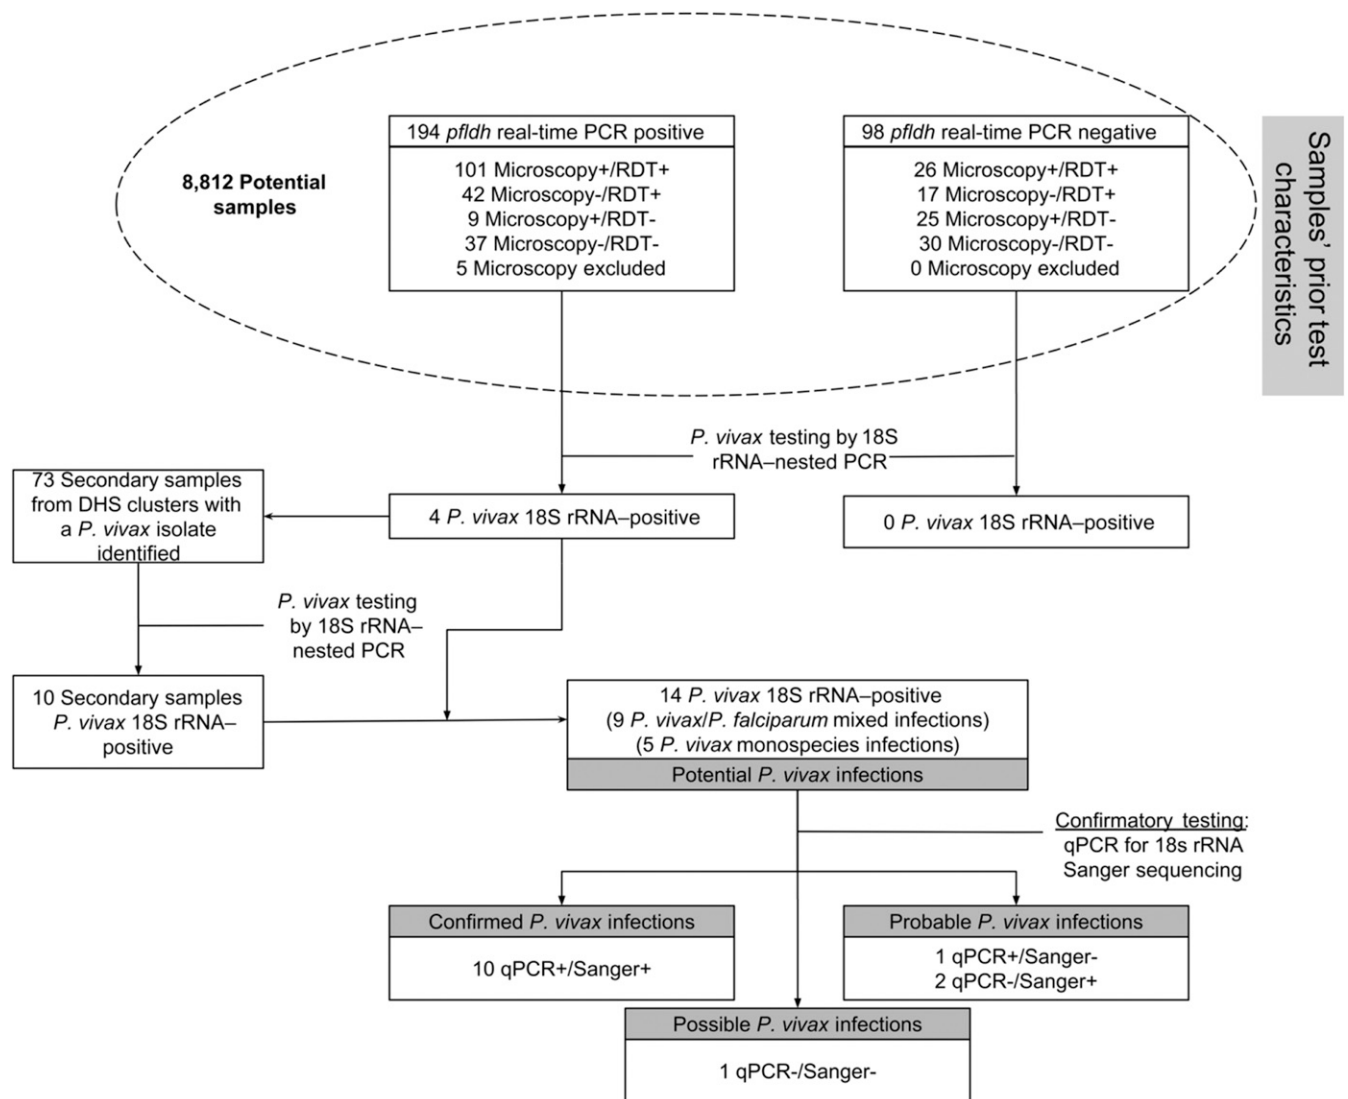 8,812 Potential
samples
194 pfldh real-time PCR positive
101 Microscopy+/RDT+
42 Microscopy-/RDT+
9 Microscopy+/RDT-
37 Microscopy-/RDT-
5 Microscopy excluded
98 pfldh real-time PCR negative
26 Microscopy+/RDT+
17 Microscopy-/RDT+
25 Microscopy+/RDT-
30 Microscopy-/RDT-
0 Microscopy excluded
Samples' prior test
characteristics
P. vivax testing by 18S
rRNA–nested PCR
73 Secondary samples
from DHS clusters with
a P. vivax isolate
identified
4 P. vivax 18S rRNA–positive
0 P. vivax 18S rRNA–positive
P. vivax testing
by 18S rRNA–
nested PCR
10 Secondary samples
P. vivax 18S rRNA–
positive
14 P. vivax 18S rRNA–positive
(9 P. vivax/P. falciparum mixed infections)
(5 P. vivax monospecies infections)
Potential P. vivax infections
Confirmatory testing:
qPCR for 18s rRNA
Sanger sequencing
Confirmed P. vivax infections
10 qPCR+/Sanger+
Probable P. vivax infections
1 qPCR+/Sanger-
2 qPCR-/Sanger+
Possible P. vivax infections
1 qPCR-/Sanger-